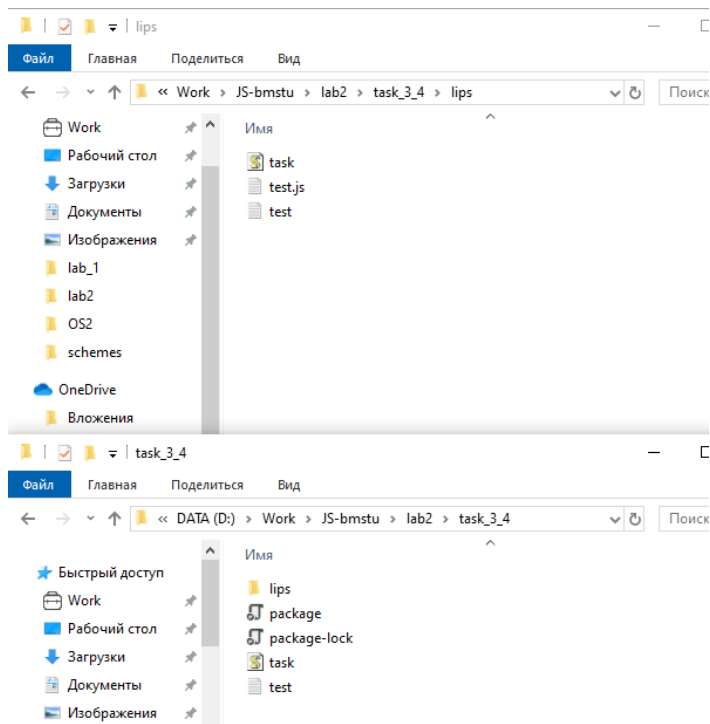 lips
Файл Главная Поделиться Вид
« Work > JS-bmstu > lab2 > task_3_4 > lips Поиск
Work Имя
Рабочий стол task
Загрузки test.js
Документы test
Изображения
lab_1
lab2
OS2
schemes
OneDrive
Вложения
task_3_4
Файл Главная Поделиться Вид
« DATA (D:) > Work > JS-bmstu > lab2 > task_3_4 Поиск
Имя
Быстрый доступ lips
Work package
Рабочий стол package-lock
Загрузки task
Документы test
Изображения